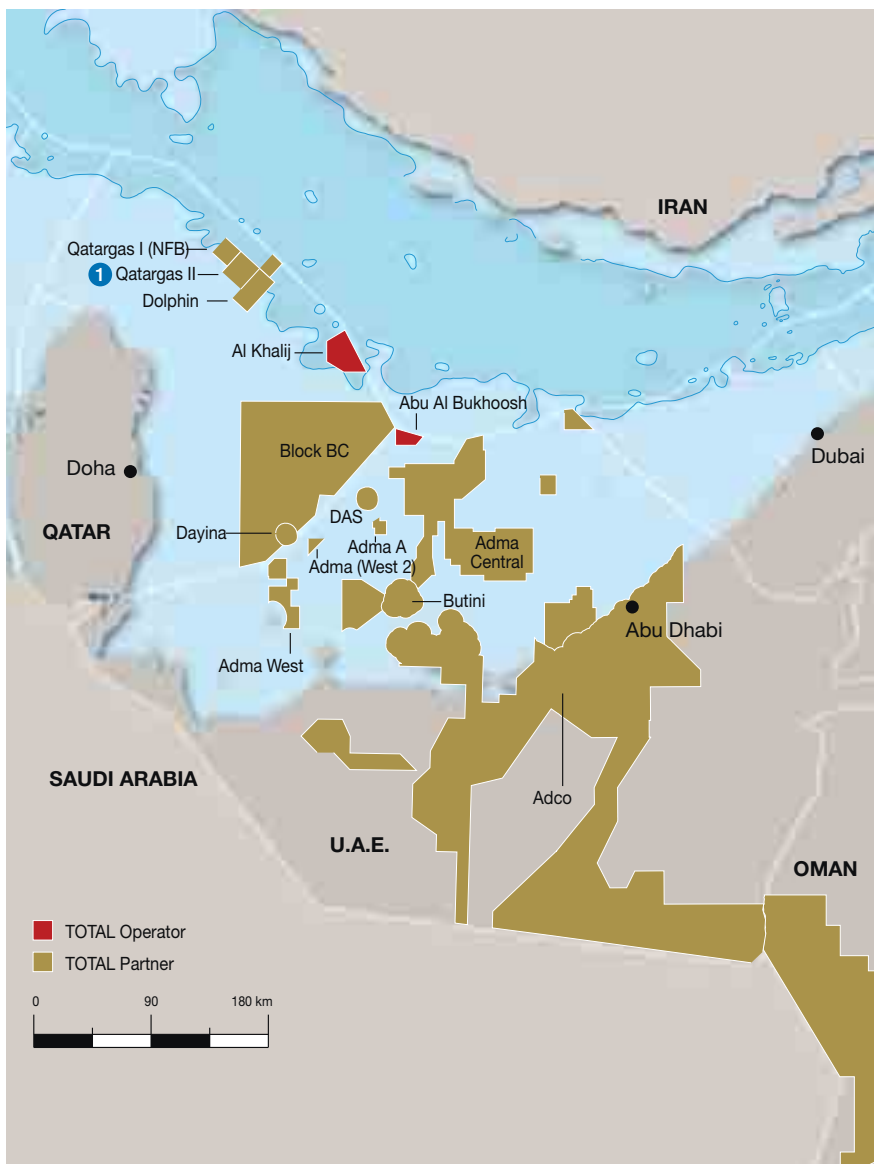 IRAN
Qatargas I (NFB)
1 Qatargas II
Dolphin
Al Khalij
Abu Al Bukhoosh
Block BC
Dubai
Doha
DAS
QATAR
Dayina
Adma A
Adma (West 2)
Adma
Central
Butini
Abu Dhabi
Adma West
SAUDI ARABIA
Adco
U.A.E.
OMAN
TOTAL Operator
TOTAL Partner
0 90 180 km